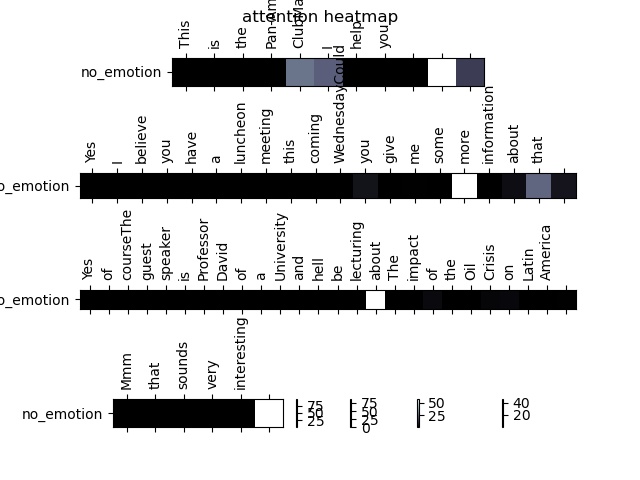 attention heatmap
This is the Pan-Am I Could help you
no_emotion
Yes I believe you have a luncheon meeting this coming Wednesday you give me some more information about that
o_emotion
Yes of courseThe guest speaker is Professor David of a University and hell be lecturing about The impact of the Oil Crisis on Latin America
o_emotion
Mmm that sounds very interesting
no_emotion
75 50 25
75 50 25 0
50 25
40 20